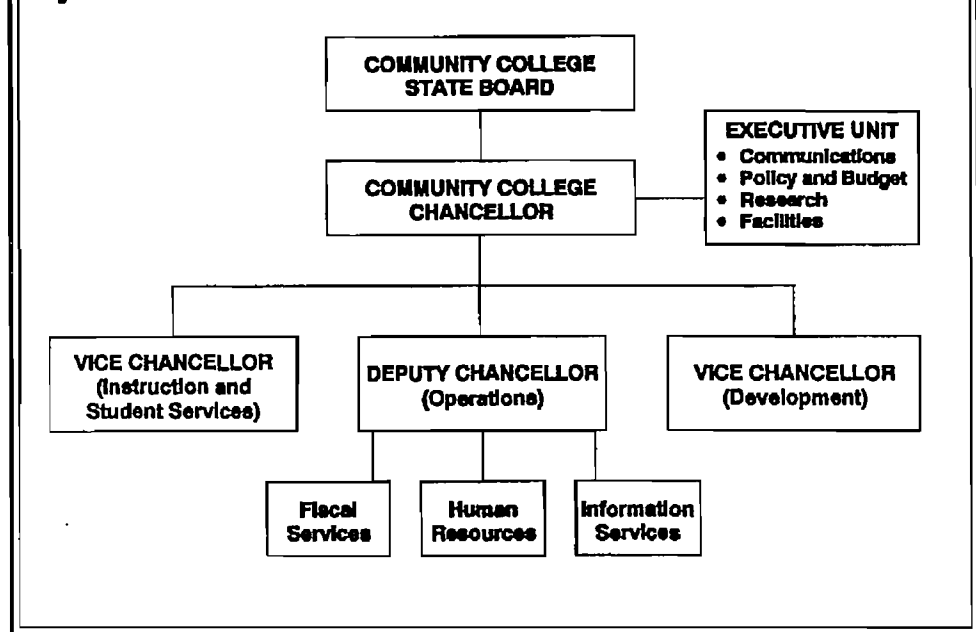 COMMUNITY COLLEGE
STATE BOARD
EXECUTIVE UNIT
• Communications
• Policy and Budget
• Research
• Facilities
COMMUNITY COLLEGE
CHANCELLOR
VICE CHANCELLOR
(Instruction and
Student Services)
DEPUTY CHANCELLOR
(Operations)
VICE CHANCELLOR
(Development)
Fiscal
Services
Human
Resources
Information
Services